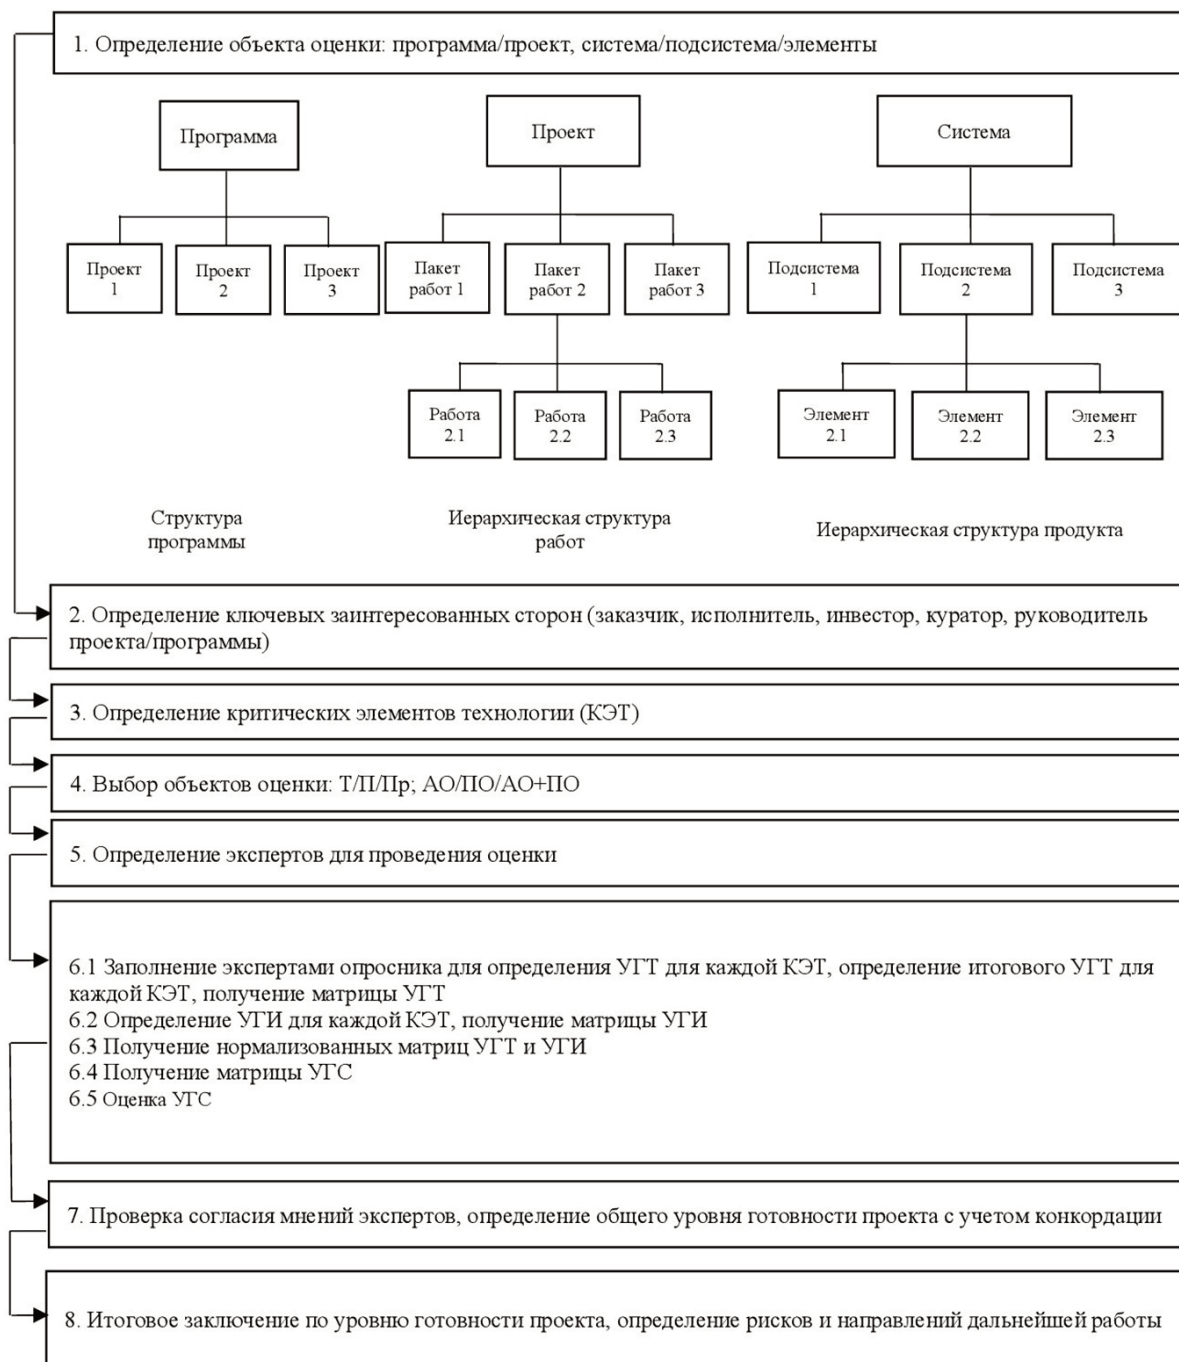 1. Определение объекта оценки: программа/проект, система/подсистема/элементы
Программа
Проект
Система
Проект
1
Проект
2
Проект
3
Пакет
работ 1
Пакет
работ 2
Пакет
работ 3
Подсистема
1
Подсистема
2
Подсистема
3
Работа
2.1
Работа
2.2
Работа
2.3
Элемент
2.1
Элемент
2.2
Элемент
2.3
Структура
программы
Иерархическая структура
работ
Иерархическая структура продукта
2. Определение ключевых заинтересованных сторон (заказчик, исполнитель, инвестор, куратор, руководитель
проекта/программы)
3. Определение критических элементов технологии (КЭТ)
4. Выбор объектов оценки: Т/П/Пр; АО/ПО/АО+ПО
5. Определение экспертов для проведения оценки
6.1 Заполнение экспертами опросника для определения УГТ для каждой КЭТ, определение итогового УГТ для
каждой КЭТ, получение матрицы УГТ
6.2 Определение УГИ для каждой КЭТ, получение матрицы УГИ
6.3 Получение нормализованных матриц УГТ и УГИ
6.4 Получение матрицы УГС
6.5 Оценка УГС
7. Проверка согласия мнений экспертов, определение общего уровня готовности проекта с учетом конкордации
8. Итоговое заключение по уровню готовности проекта, определение рисков и направлений дальнейшей работы